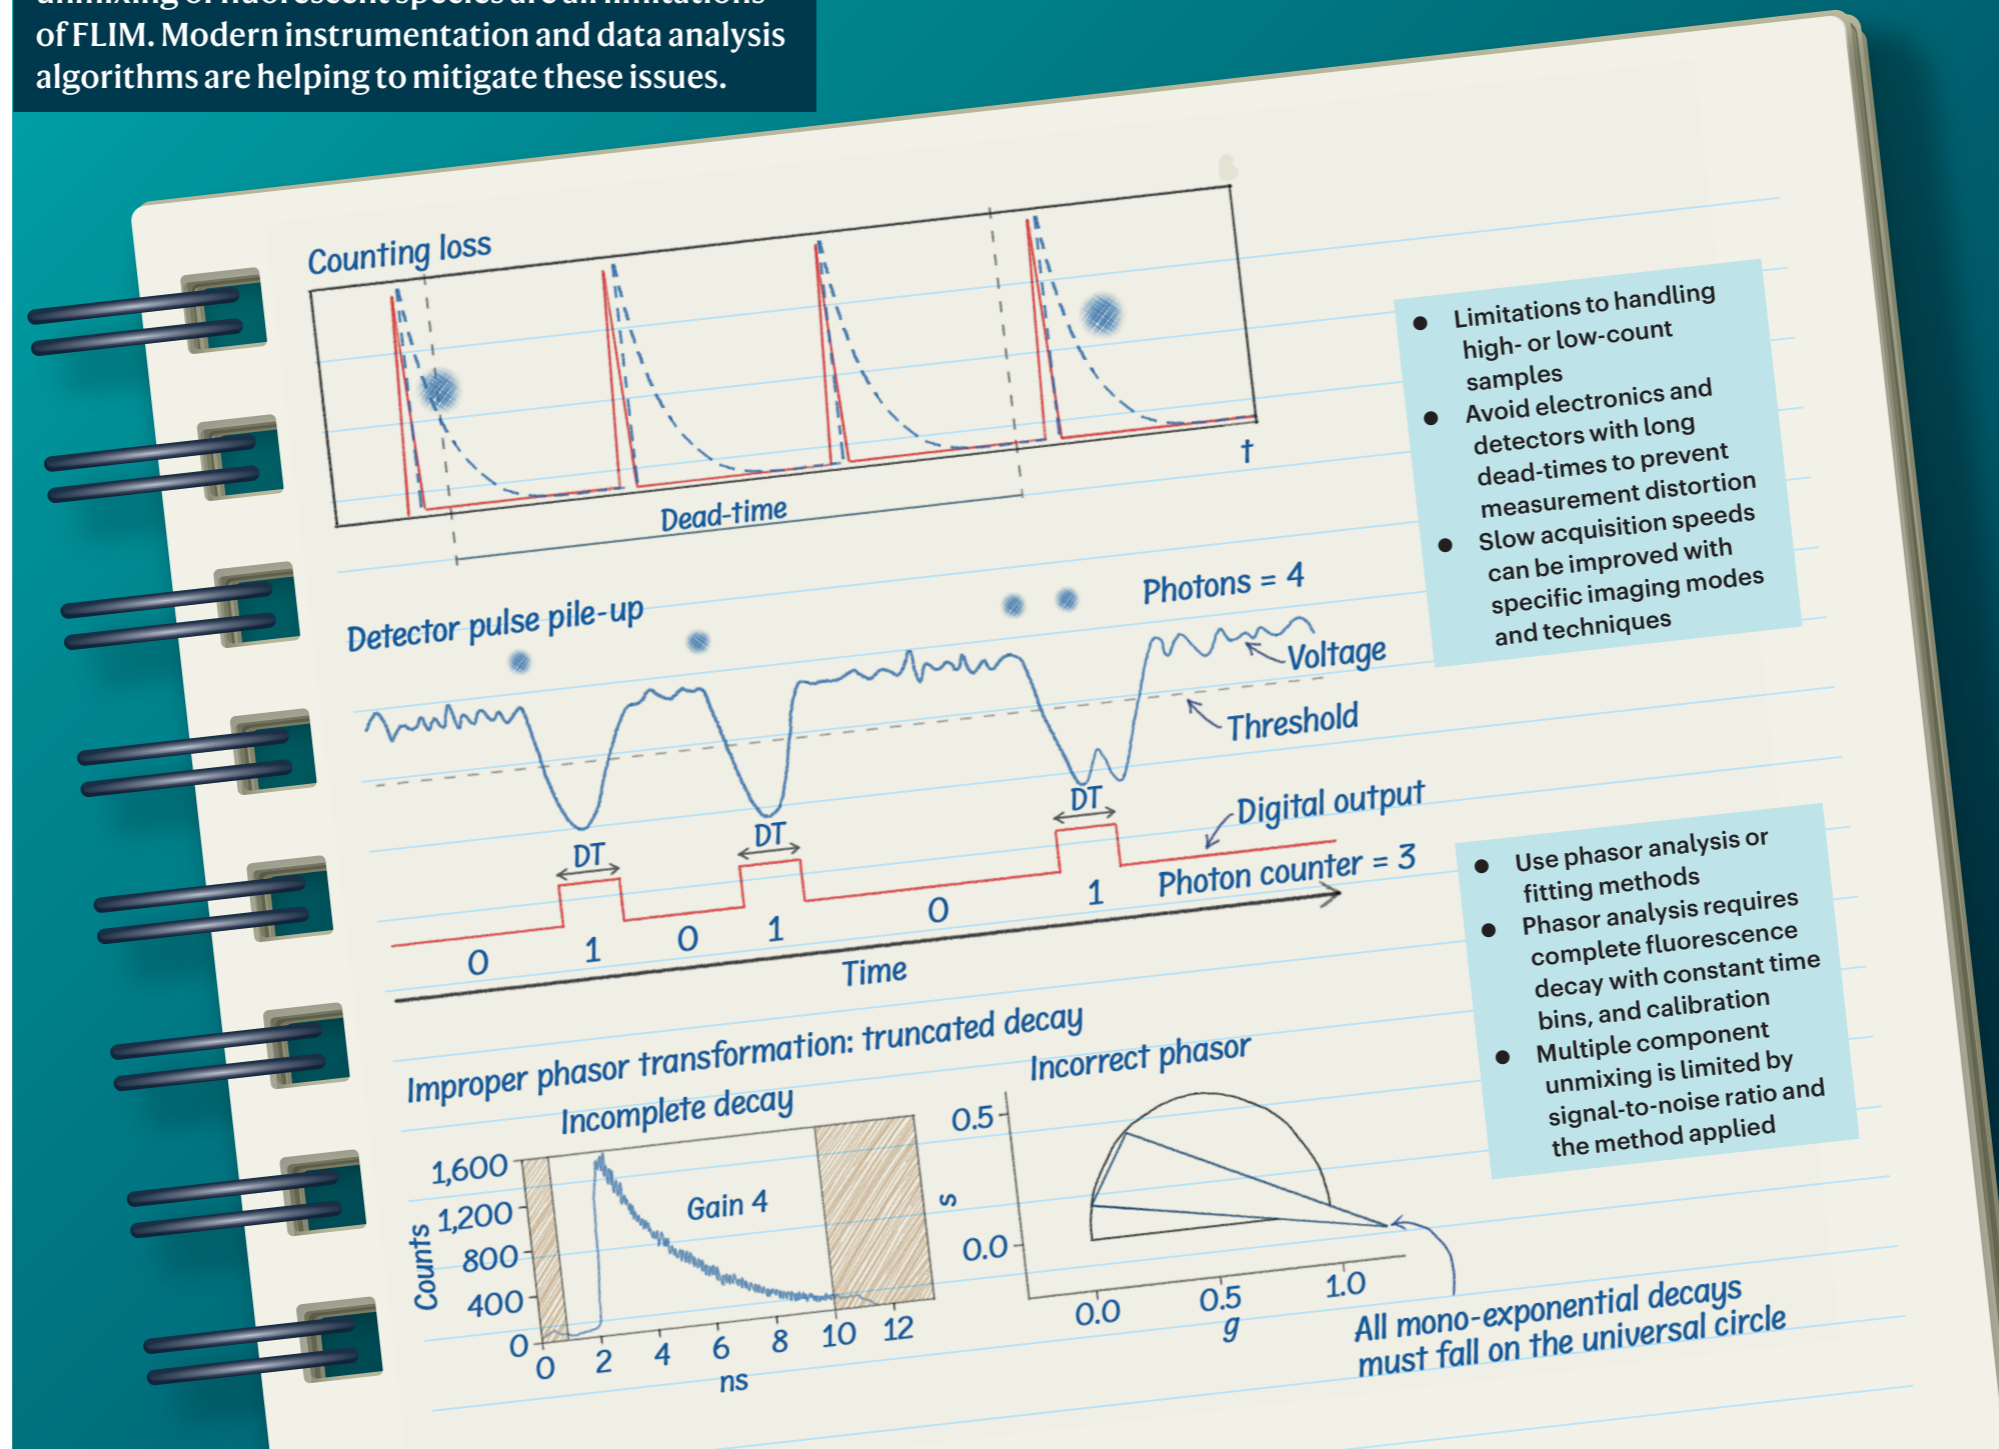 unmixing of fluorescent species are all limitations
of FLIM. Modern instrumentation and data analysis
algorithms are helping to mitigate these issues.
Counting loss
t
Dead-time
Detector pulse pile-up
Photons = 4
Voltage
Threshold
DT
DT
DT
Digital output
Photon counter = 3
0
1
0
1
0
1
Time
Improper phasor transformation: truncated decay
Incomplete decay
Gain 4
Counts
1,600
1,200
800
400
0
0 2 4 6 8 10 12
ns
Incorrect phasor
s
0.5
0.0
0.0 0.5 1.0
g
All mono-exponential decays
must fall on the universal circle
● Limitations to handling
high- or low-count
samples
● Avoid electronics and
detectors with long
dead-times to prevent
measurement distortion
● Slow acquisition speeds
can be improved with
specific imaging modes
and techniques
● Use phasor analysis or
fitting methods
● Phasor analysis requires
complete fluorescence
decay with constant time
bins, and calibration
● Multiple component
unmixing is limited by
signal-to-noise ratio and
the method applied